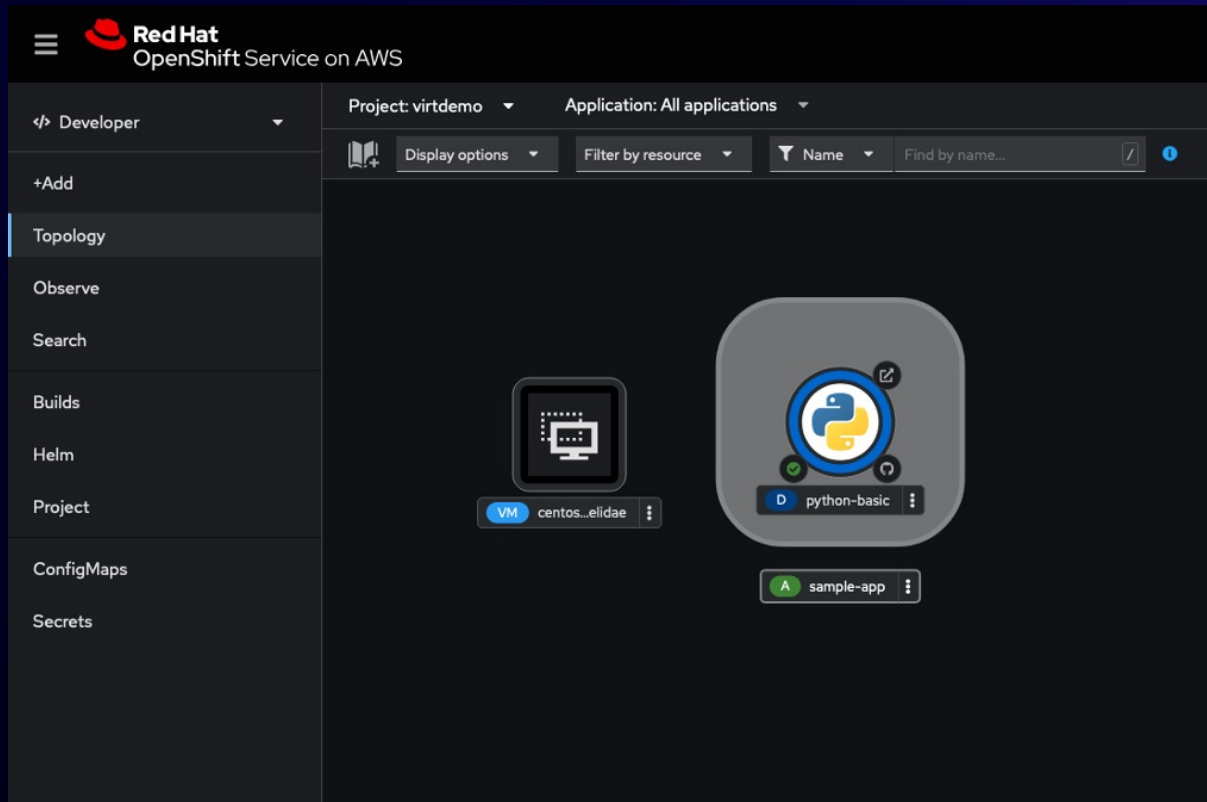 Red Hat
OpenShift Service on AWS
</> Developer
Project: virtdemo
Application: All applications
Display options
Filter by resource
Name
Find by name...
/
+Add
Topology
Observe
Search
Builds
Helm
Project
ConfigMaps
Secrets
VM centos...elidae
D python-basic
A sample-app